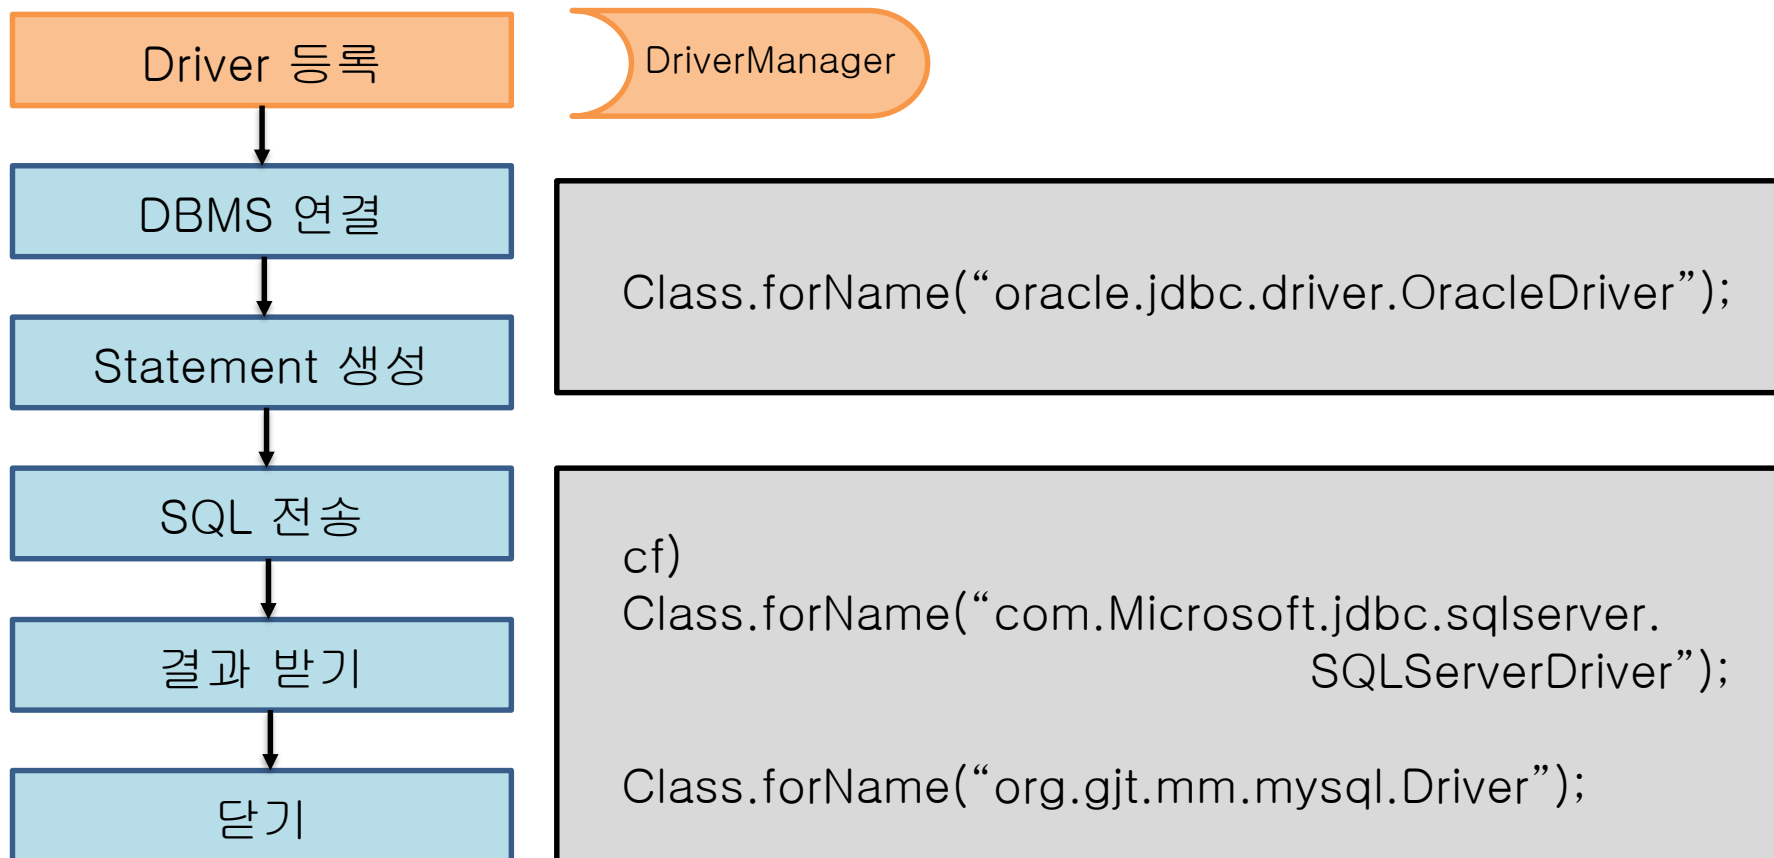 Driver 등록
DriverManager
DBMS 연결
Statement 생성
SQL 전송
결과 받기
닫기
Class.forName(“oracle.jdbc.driver.OracleDriver”);
cf)
Class.forName(“com.Microsoft.jdbc.sqlserver.
SQLServerDriver”);
Class.forName(“org.gjt.mm.mysql.Driver”);